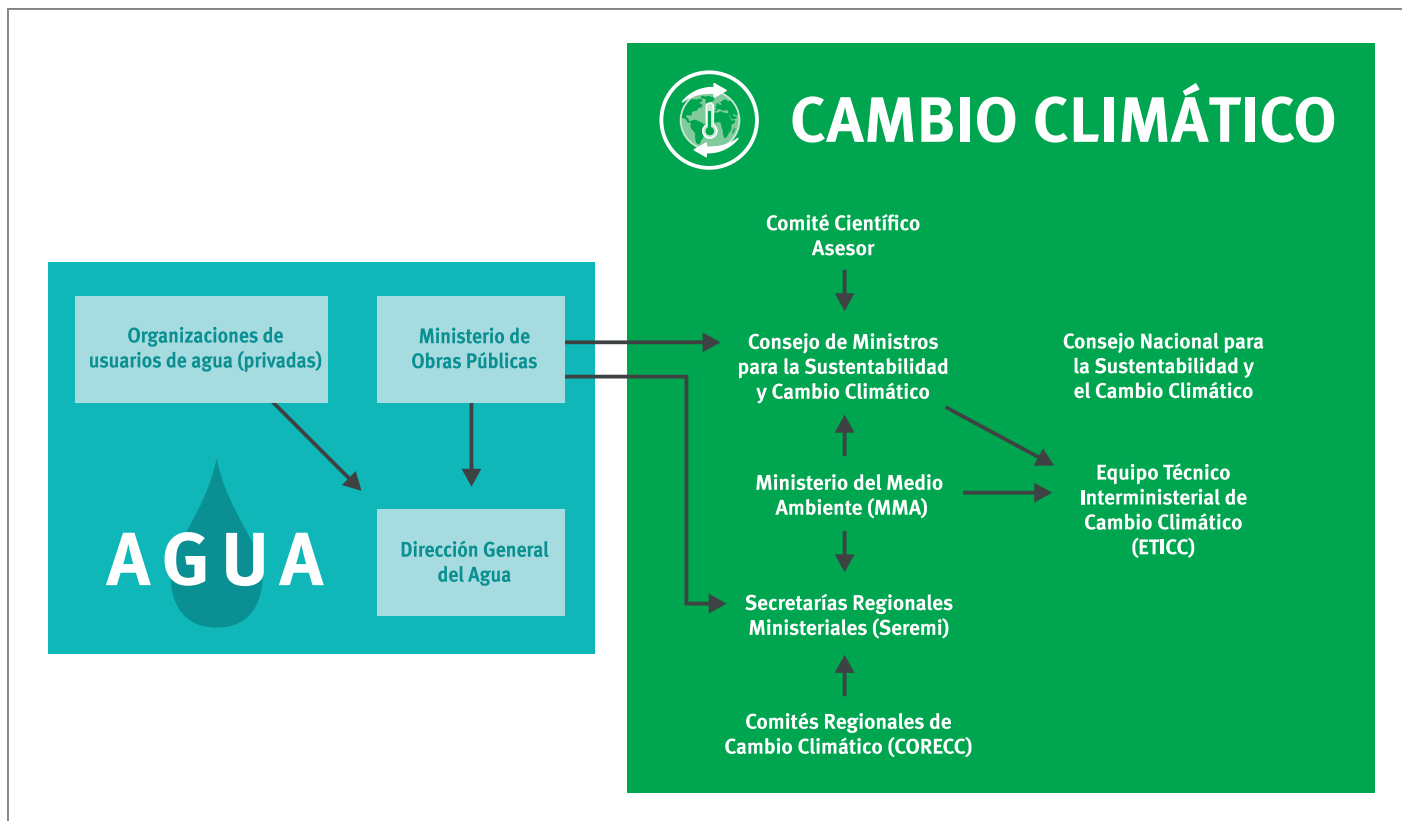 CAMBIO CLIMÁTICO
Comité Científico
Asesor
Organizaciones de
usuarios de agua (privadas)
Ministerio de
Obras Públicas
Consejo de Ministros
para la Sustentabilidad
y Cambio Climático
Consejo Nacional para
la Sustentabilidad y
el Cambio Climático
Ministerio del Medio
Ambiente (MMA)
Equipo Técnico
Interministerial de
Cambio Climático
(ETICC)
AGUA
Dirección General
del Agua
Secretarías Regionales
Ministeriales (Seremi)
Comités Regionales de
Cambio Climático (CORECC)